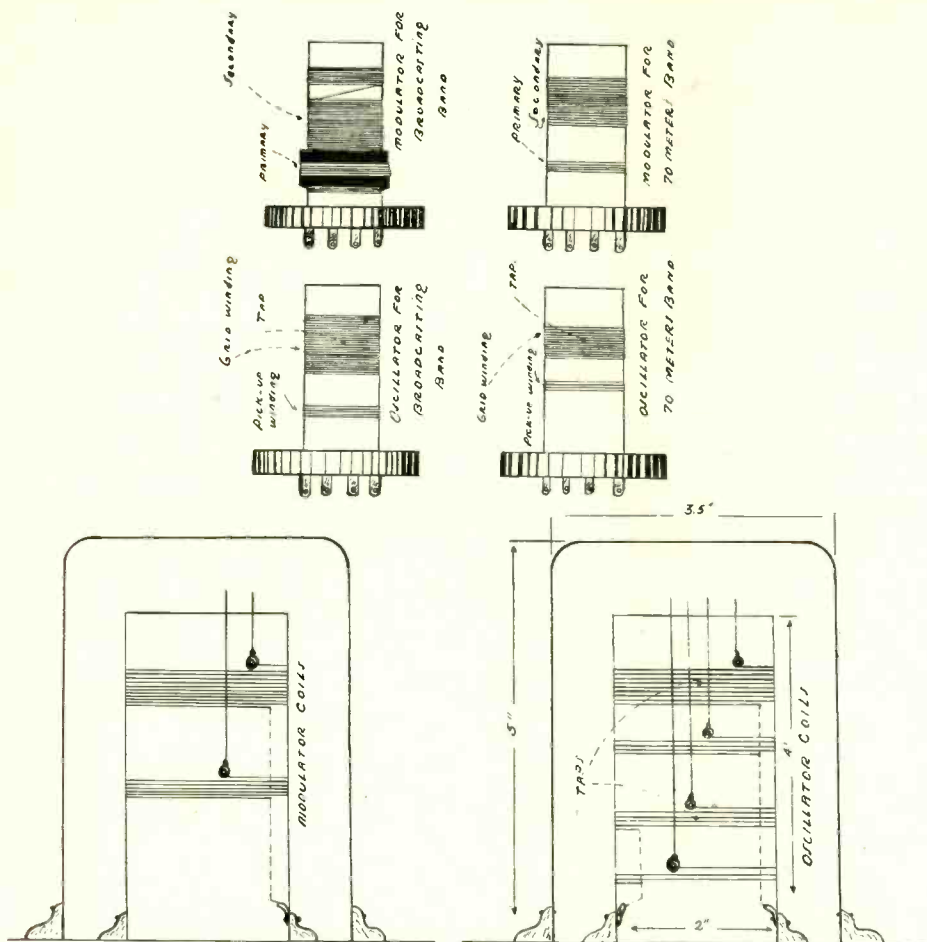 Secondary
PRIMARY
MODULATOR FOR
BROADCASTING
BAND
PRIMARY
Secondary
MODULATOR FOR
70 METERS BAND
GRID WINDING
TAP
PICK-UP
WINDING
OSCILLATOR FOR
BROADCASTING
BAND
TAP.
GRID WINDING
PICK-UP WINDING
OSCILLATOR FOR
70 METERS BAND
MODULATOR COILS
3.5"
5"
TAPS
4"
OSCILLATOR COILS
2"